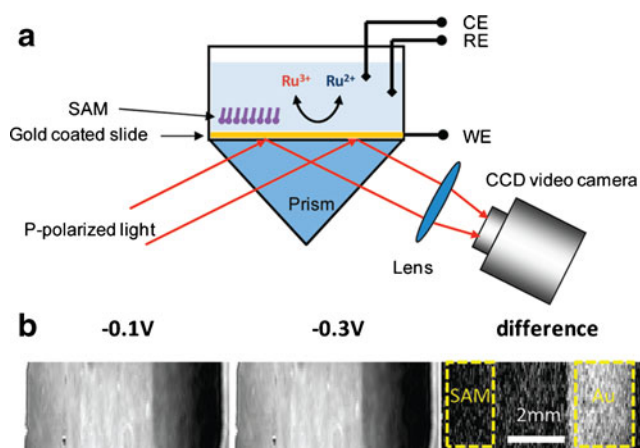 a
CE
RE
Ru3+ Ru2+
SAM
Gold coated slide
WE
CCD video camera
Prism
P-polarized light
Lens
b
-0.1V -0.3V difference
SAM Au
2mm